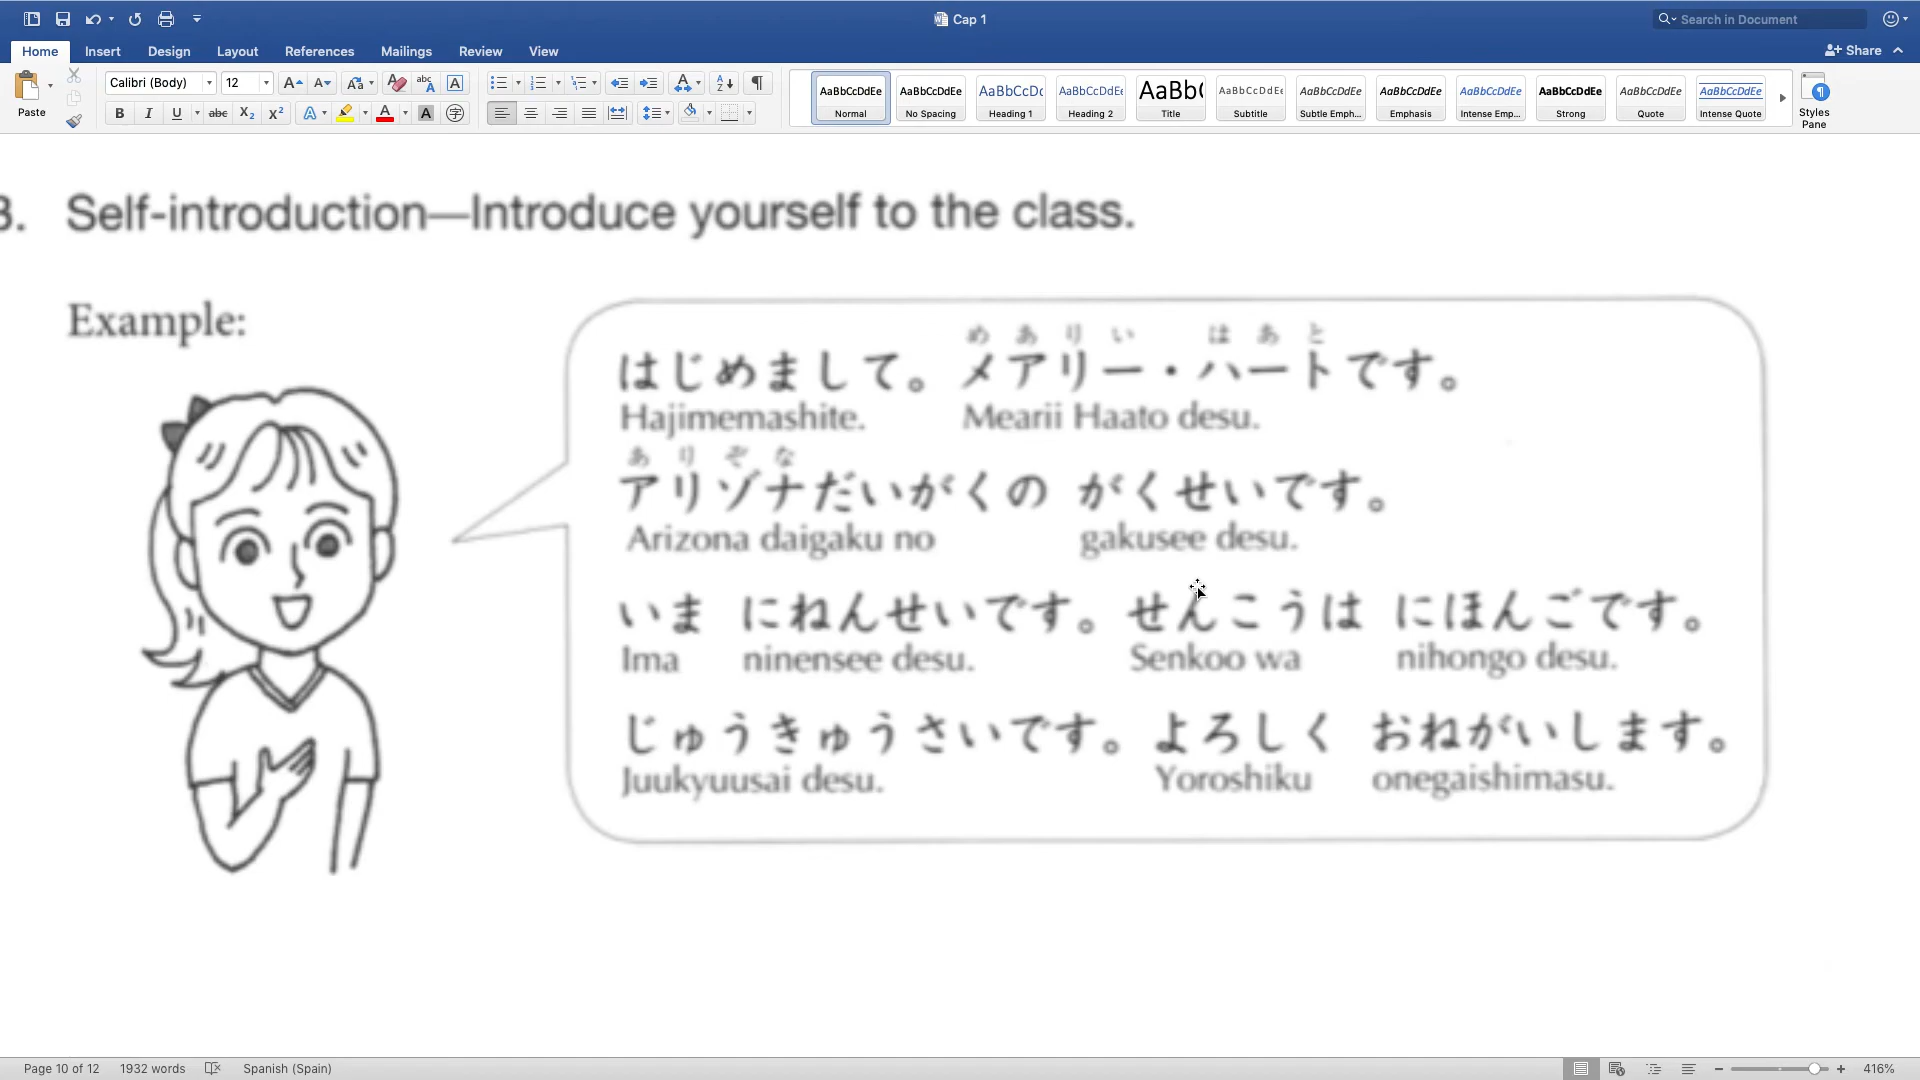 Cap 1
Search in Document
Home Insert Design Layout References Mailings Review View
Share
Paste
Calibri (Body) 12
AaBbCcDdEe AaBbCcDdEe AaBbCcDc AaBbCcDdEe AaBb( AaBbCcDdEe AaBbCcDdEe AaBbCcDdEe AaBbCcDdEe AaBbCcDdEe AaBbCcDdEe AaBbCcDdEe
Normal No Spacing Heading 1 Heading 2 Title Subtitle Subtle Emph... Emphasis Intense Emp... Strong Quote Intense Quote
Styles Pane
3. Self-introduction—Introduce yourself to the class.
Example:
めありい はあと
はじめまして。 メアリー・ハートです。
Hajimemashite. Mearii Haato desu.
ありぞな
アリゾナだいがくの がくせいです。
Arizona daigaku no gakusee desu.
いま にねんせいです。 せんこうは にほんごです。
Ima ninensee desu. Senkoo wa nihongo desu.
じゅうきゅうさいです。 よろしく おねがいします。
Juukyuusai desu. Yoroshiku onegaishimasu.
Page 10 of 12 1932 words Spanish (Spain) 416%